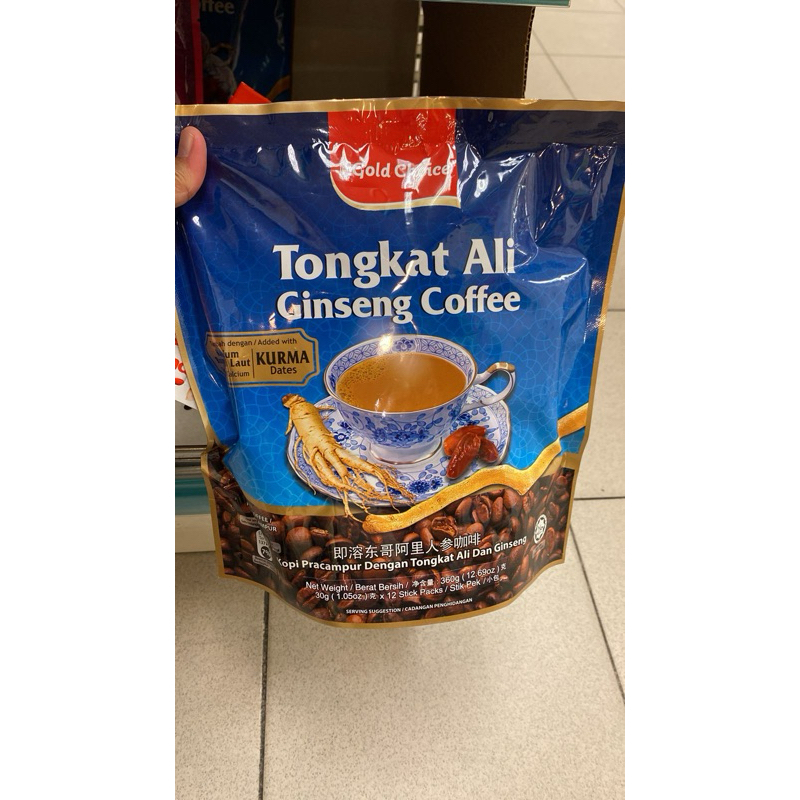 Gold Choice
Tongkat Ali
Ginseng Coffee
dengan / Added with
Laut
KURMA
Dates
即溶东哥阿里人参咖啡
Kopi Pracampur Dengan Tongkat Ali Dan Ginseng
Net Weight / Berat Bersih / 净含量 360g ( 12.69oz ) 克
30g ( 1.05oz ) 克 x 12 Stick Packs / Stik Pek / 小包
SERVING SUGGESTION / CADANGAN PENGHIDANGAN